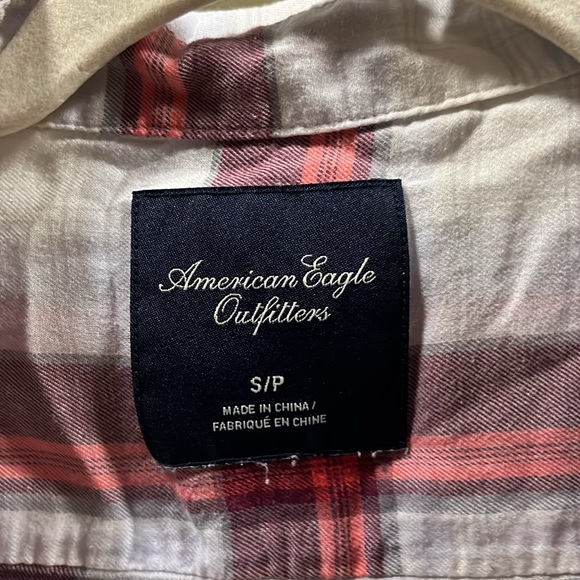 American Eagle
Outfitters
S/P
MADE IN CHINA /
FABRIQUÉ EN CHINE